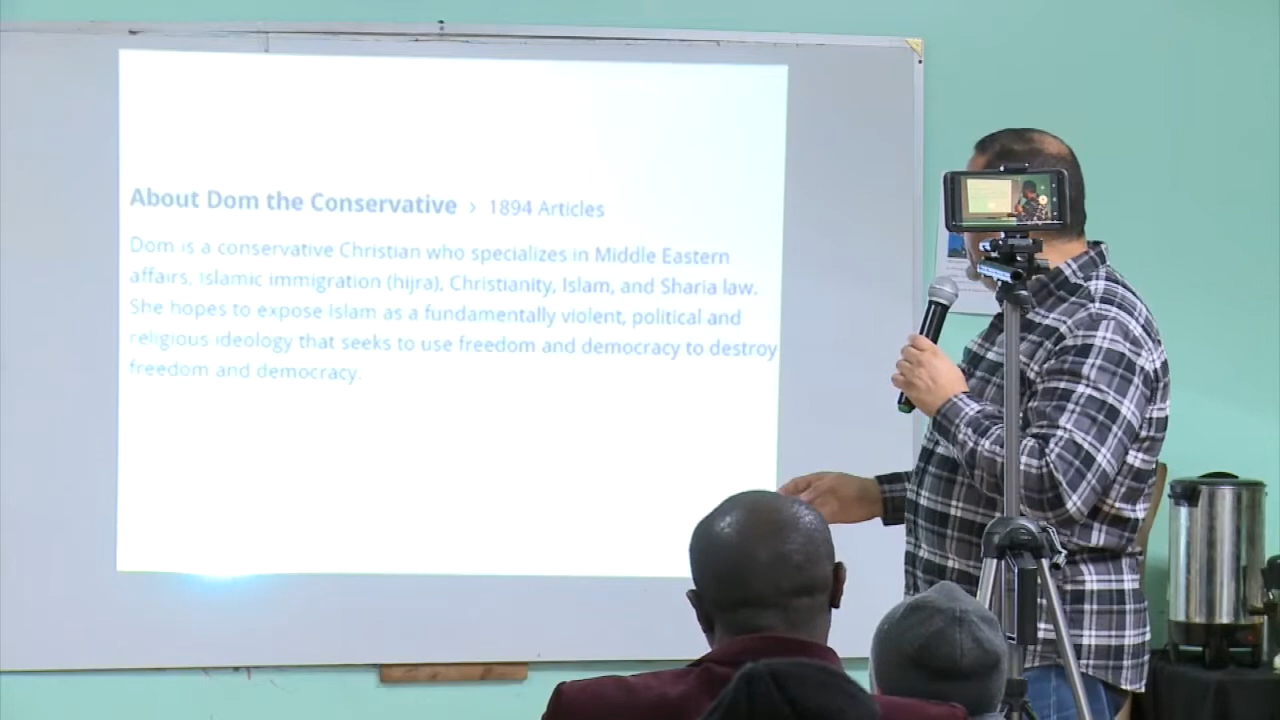 About Dom the Conservative › 1894 Articles
Dom is a conservative Christian who specializes in Middle Eastern
affairs, Islamic immigration (hijra), Christianity, Islam, and Sharia law.
She hopes to expose Islam as a fundamentally violent, political and
religious ideology that seeks to use freedom and democracy to destroy
freedom and democracy.